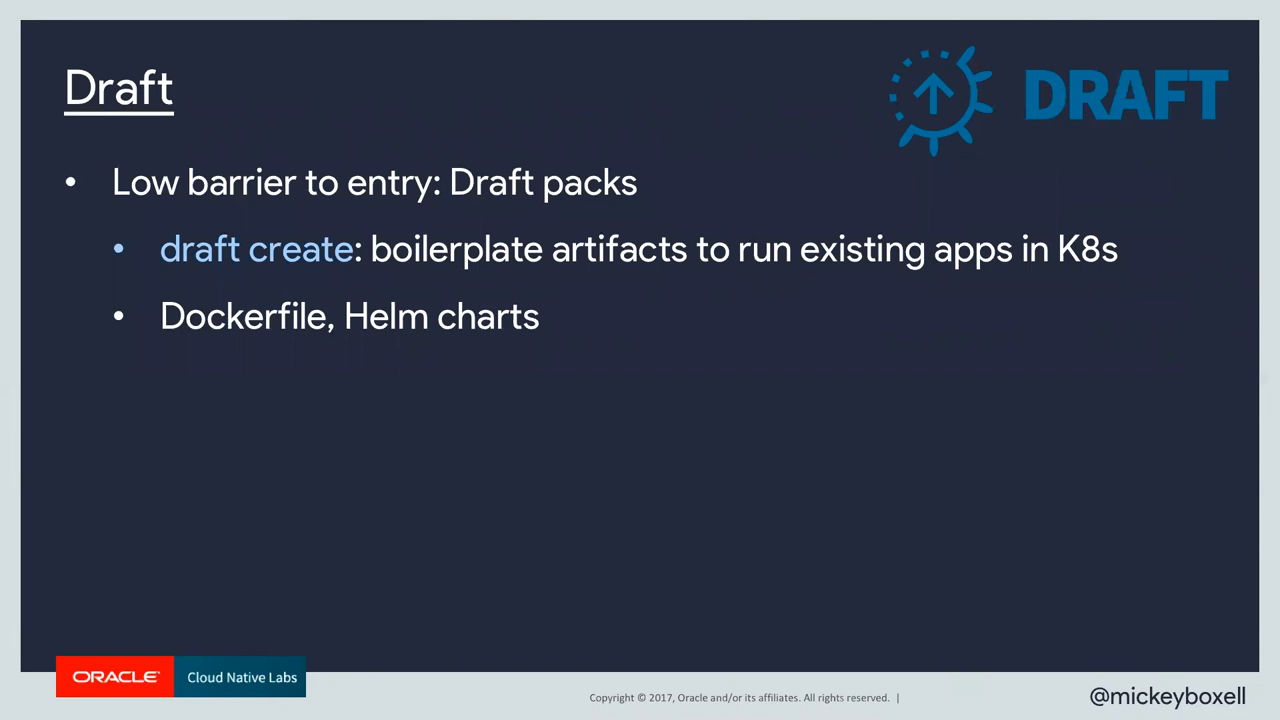 Draft
DRAFT
• Low barrier to entry: Draft packs
• draft create: boilerplate artifacts to run existing apps in K8s
• Dockerfile, Helm charts
ORACLE® Cloud Native Labs
Copyright © 2017, Oracle and/or its affiliates. All rights reserved. |
@mickeyboxell